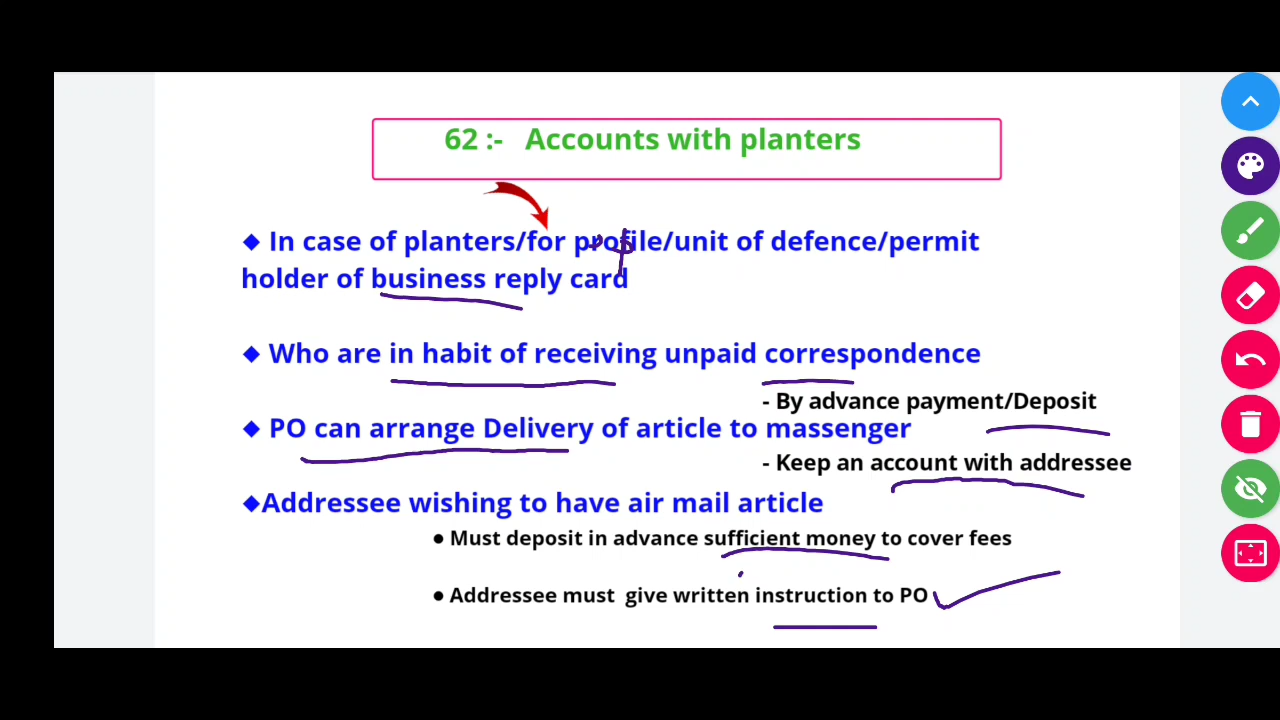 62 :- Accounts with planters
◆ In case of planters/for profile/unit of defence/permit
holder of business reply card
◆ Who are in habit of receiving unpaid correspondence
- By advance payment/Deposit
◆ PO can arrange Delivery of article to massenger
- Keep an account with addressee
◆Addressee wishing to have air mail article
● Must deposit in advance sufficient money to cover fees
● Addressee must give written instruction to PO